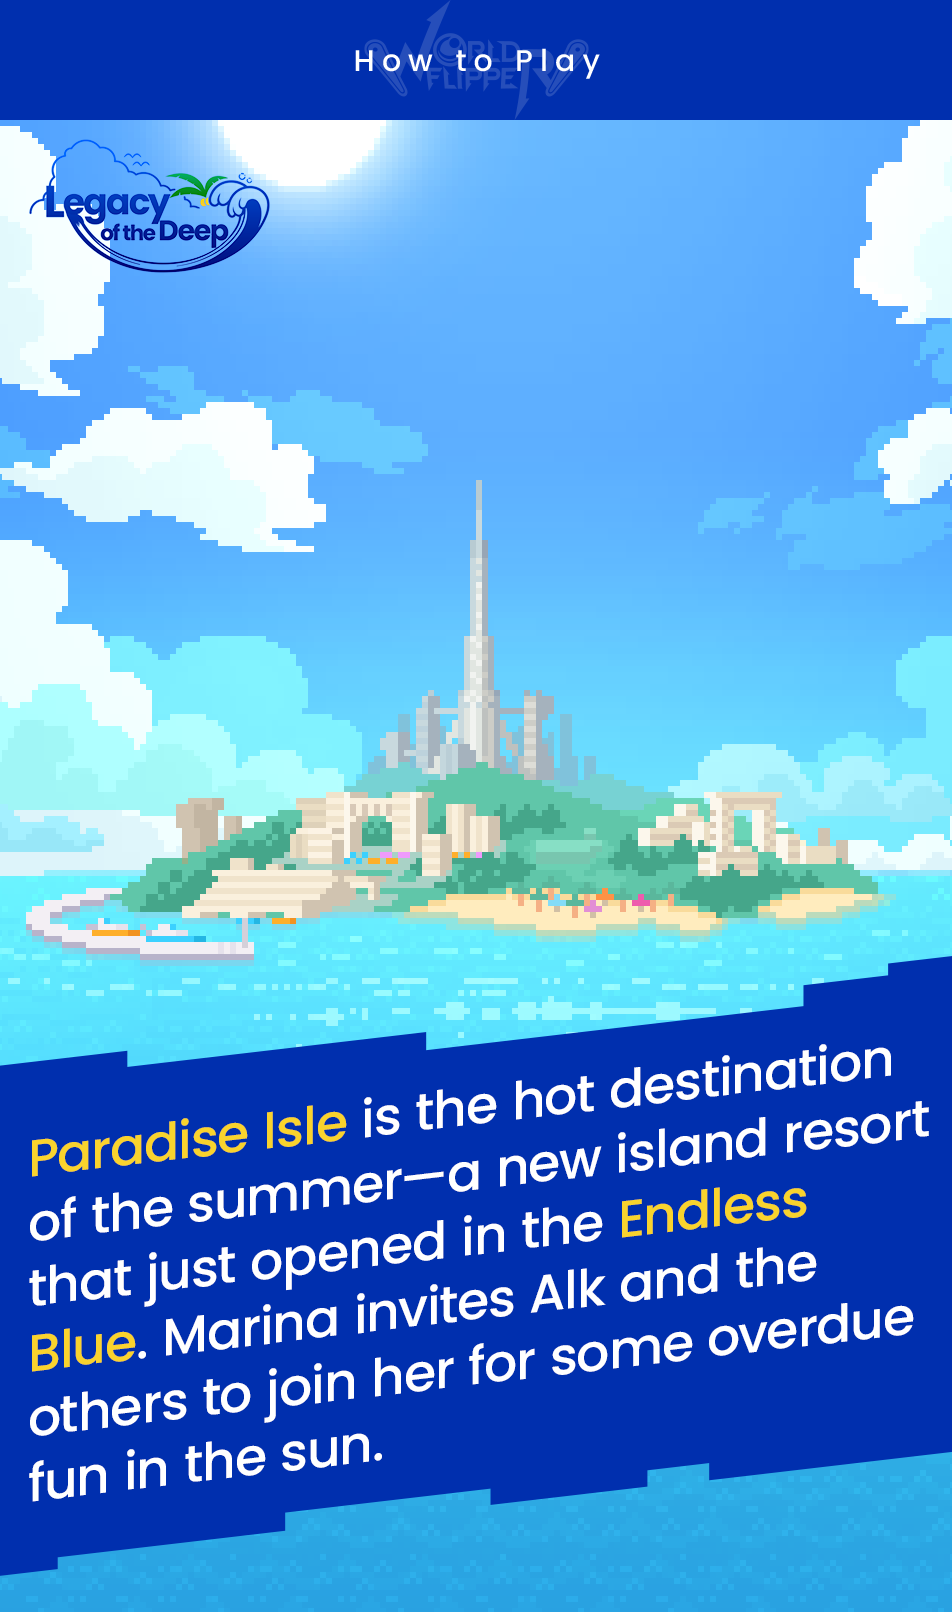 WORLD
FLIPPER
How to Play
Legacy
of the Deep
Paradise Isle is the hot destination
of the summer—a new island resort
that just opened in the Endless
Blue. Marina invites Alk and the
others to join her for some overdue
fun in the sun.